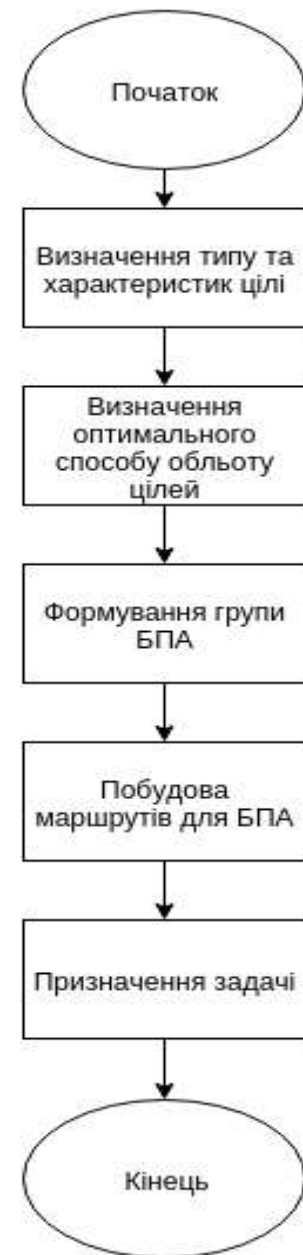 Початок
Визначення типу та
характеристик цілі
Визначення
оптимального
способу обльоту
цілей
Формування групи
БПА
Побудова
маршрутів для БПА
Призначення задачі
Кінець